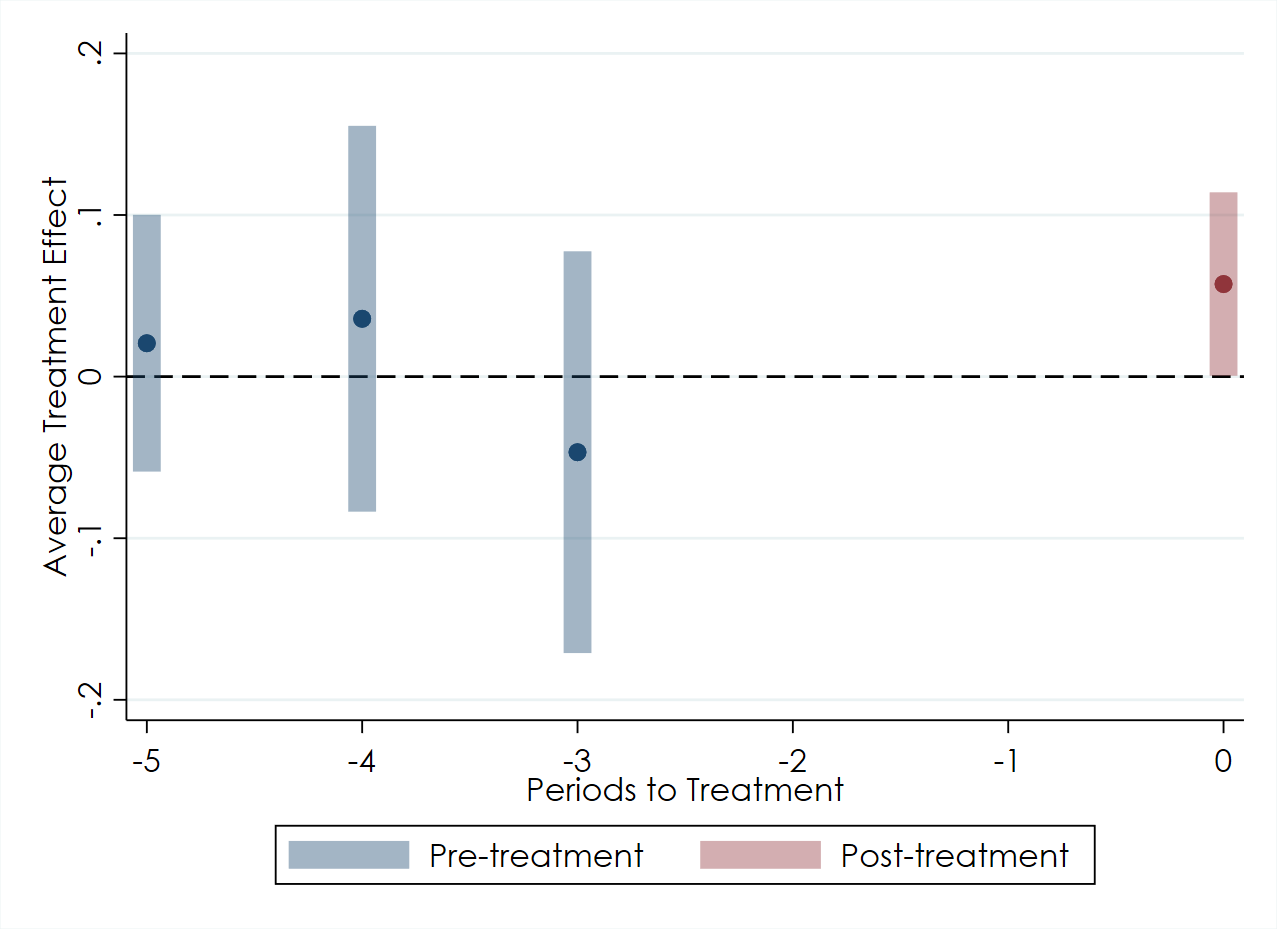 Average Treatment Effect
.2
.1
0
-.1
-.2
-5 -4 -3 -2 -1 0
Periods to Treatment
Pre-treatment Post-treatment